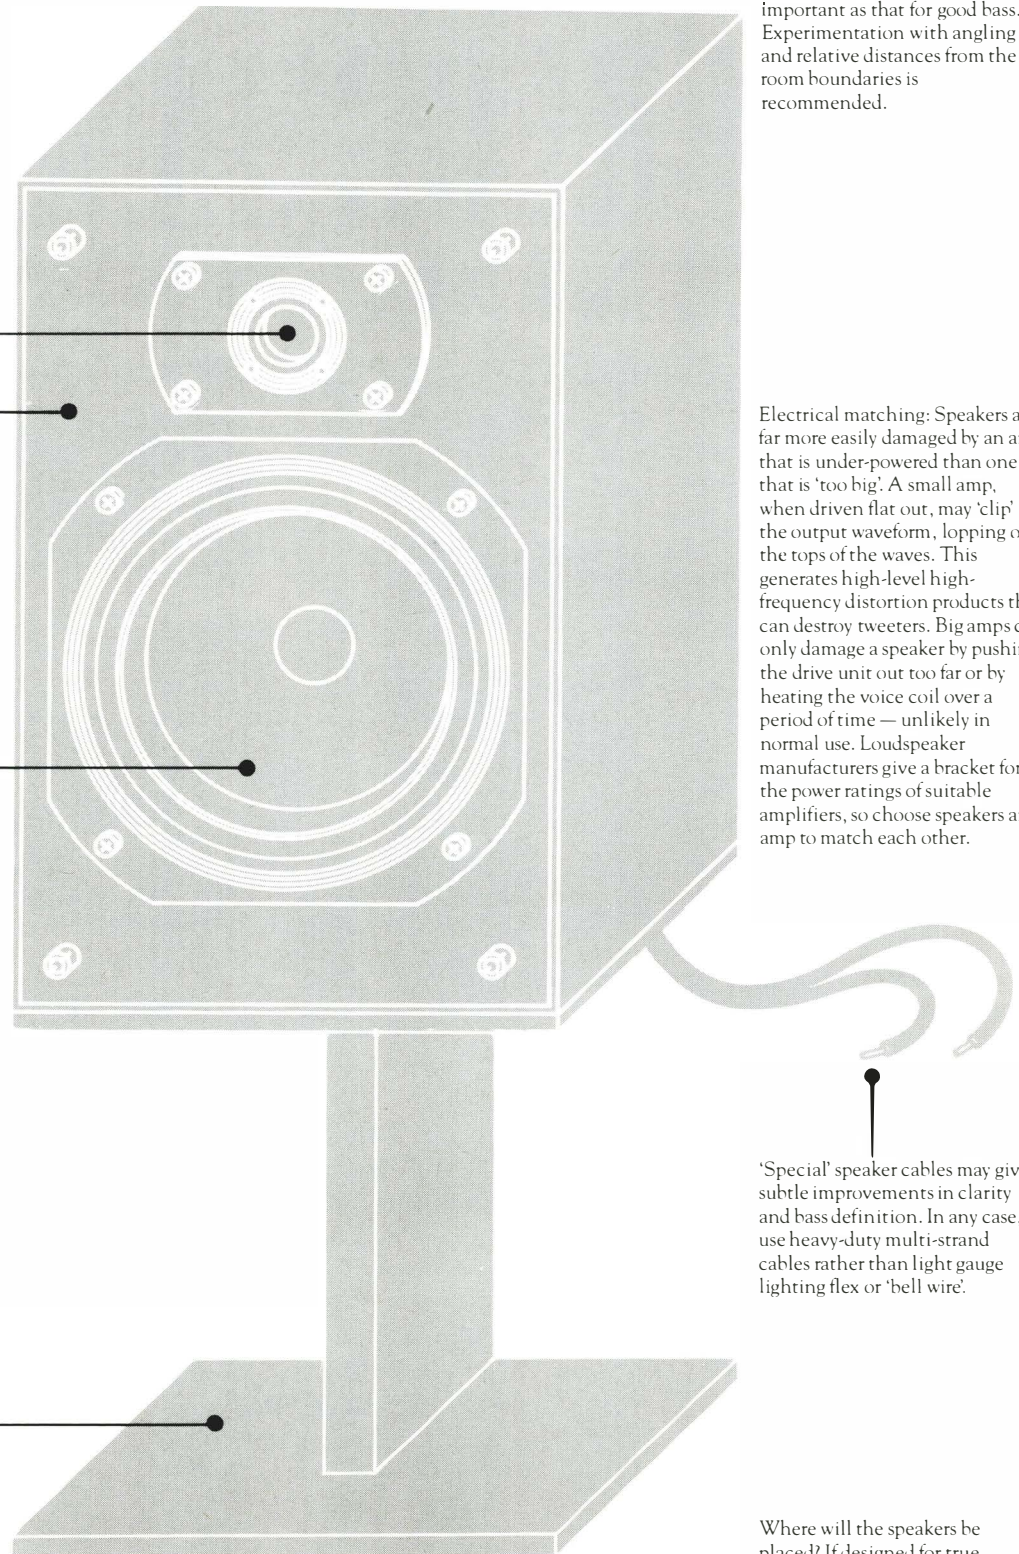 important as that for good bass.
Experimentation with angling
and relative distances from the
room boundaries is
recommended.
Electrical matching: Speakers
far more easily damaged by an
that is under-powered than one
that is ‘too big’. A small amp,
when driven flat out, may ‘clip’
the output waveform, lopping
the tops of the waves. This
generates high-level high-
frequency distortion products
can destroy tweeters. Big amps
only damage a speaker by
the drive unit out too far or by
heating the voice coil over a
period of time — unlikely in
normal use. Loudspeaker
manufacturers give a bracket for
the power ratings of suitable
amplifiers, so choose speakers
amp to match each other.
‘Special’ speaker cables may
subtle improvements in clarity
and bass definition. In any case,
use heavy-duty multi-strand
cables rather than light gauge
lighting flex or ‘bell wire’.
Where will the speakers be
placed? If designed for true